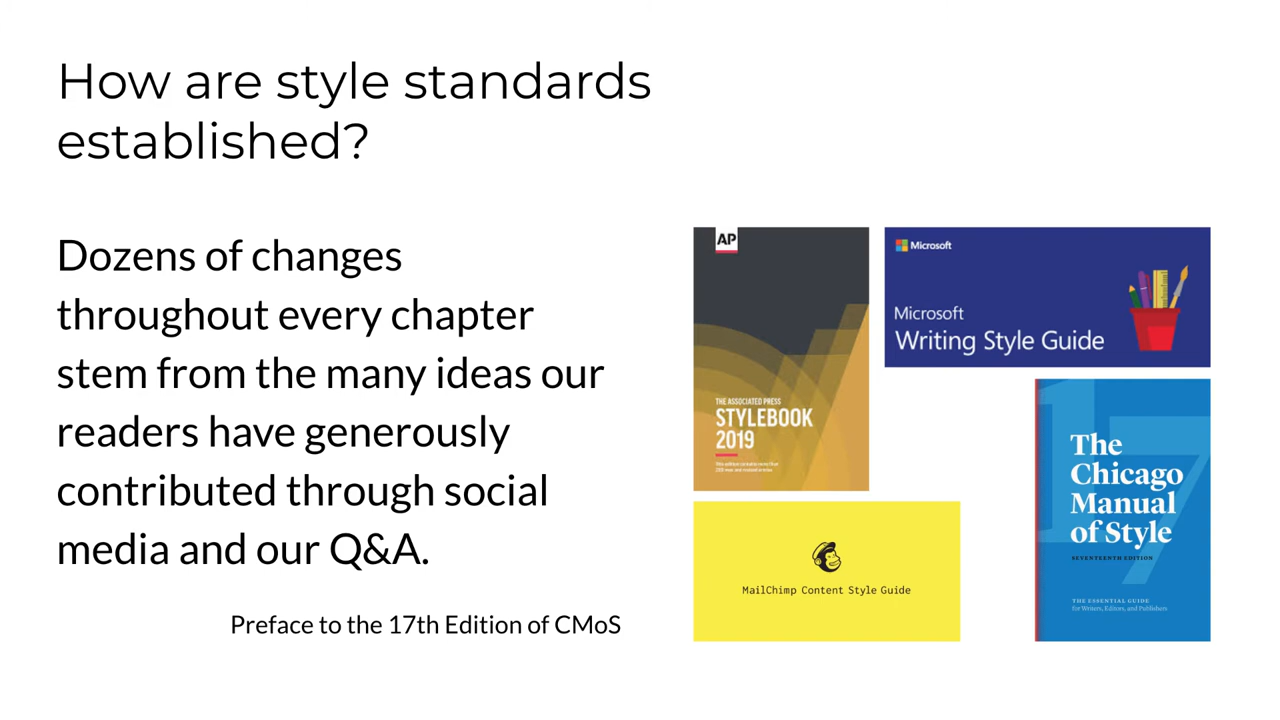 How are style standards
established?
Dozens of changes
throughout every chapter
stem from the many ideas our
readers have generously
contributed through social
media and our Q&A.
Preface to the 17th Edition of CMoS
AP
THE ASSOCIATED PRESS
STYLEBOOK
2019
Microsoft
Microsoft
Writing Style Guide
MailChimp Content Style Guide
17
The
Chicago
Manual
of Style
SEVENTEENTH EDITION
THE ESSENTIAL GUIDE
for Writers, Editors, and Publishers